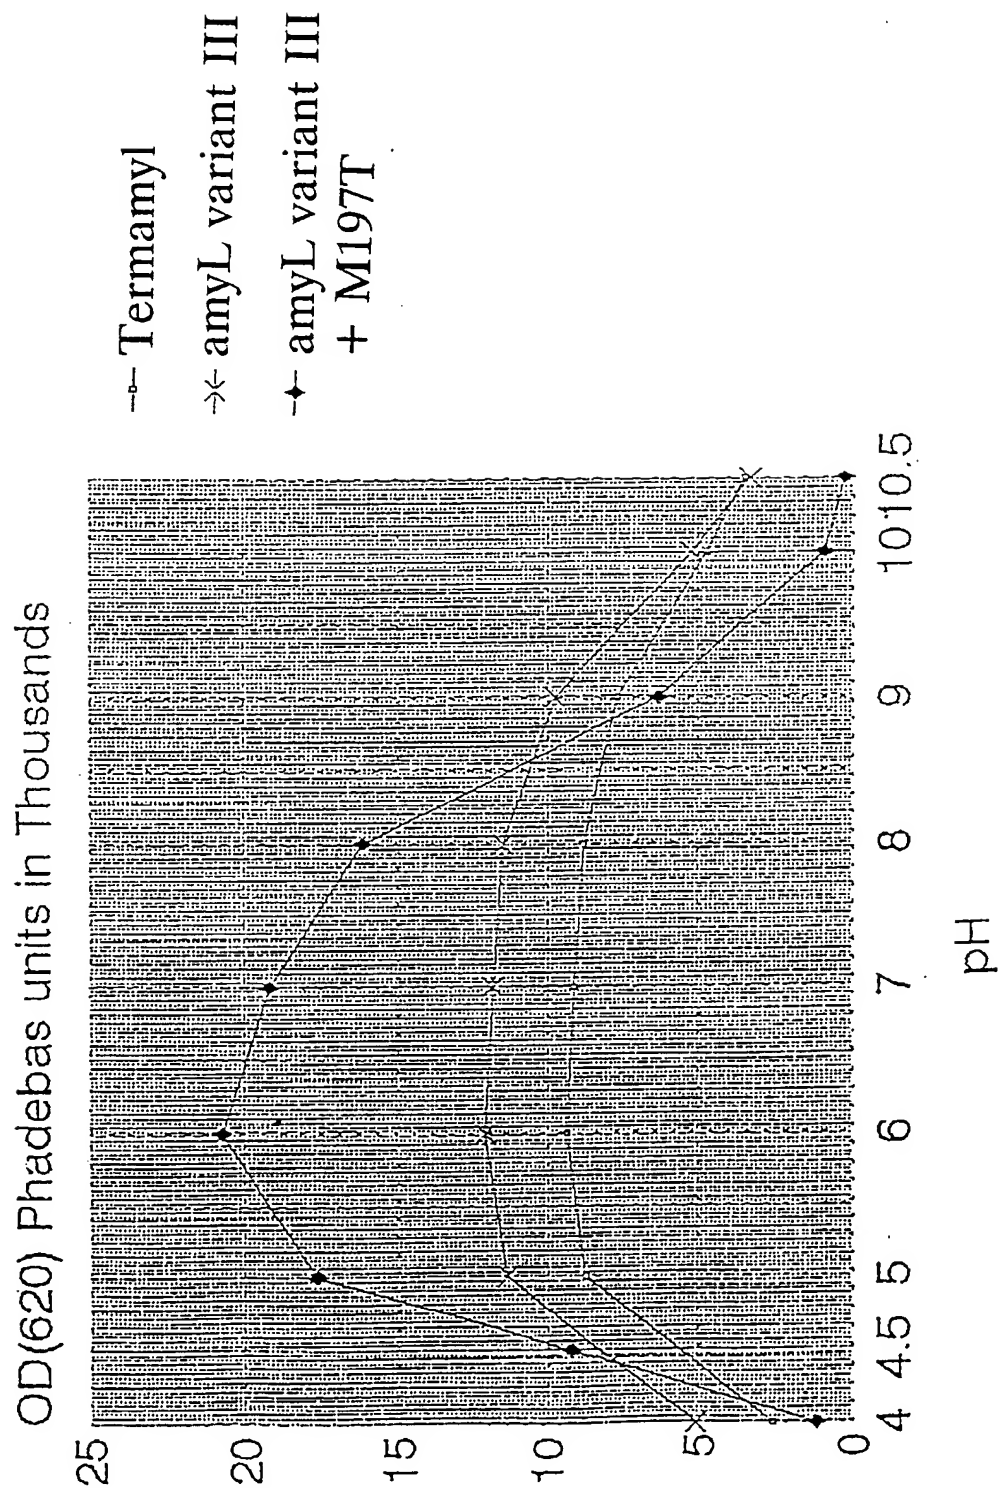 OD(620) Phadebas units in Thousands
25
20
15
10
5
0
4
4.5
5
6
7
8
9
10
10.5
pH
Termamyl
amyL variant III
amyL variant III
+ M197T